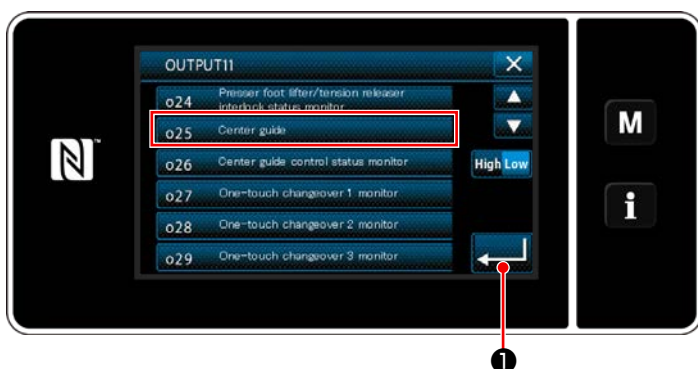 OUTPUT11
o24 Presser foot lifter/tension releaser
interlock status monitor
o25 Center guide
o26 Center guide control status monitor
High Low
o27 One-touch changeover 1 monitor
o28 One-touch changeover 2 monitor
o29 One-touch changeover 3 monitor
N
M
i
❶